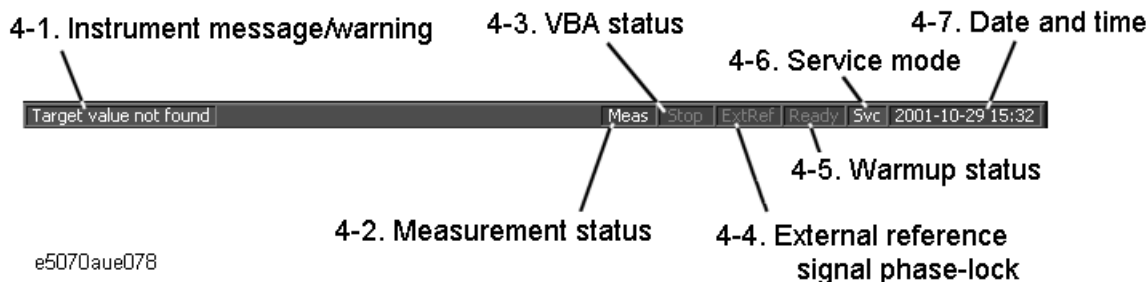 4-1. Instrument message/warning
4-3. VBA status
4-7. Date and time
4-6. Service mode
Target value not found
Meas Stop ExtRef Ready Svc 2001-10-29 15:32
4-5. Warmup status
4-2. Measurement status
4-4. External reference
signal phase-lock
e5070aue078